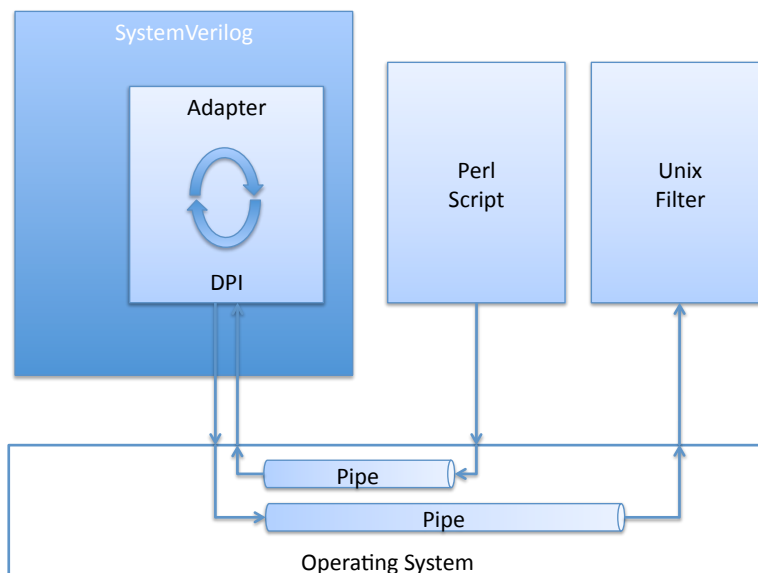 SystemVerilog
Adapter
DPI
Perl
Script
Unix
Filter
Pipe
Pipe
Operating System